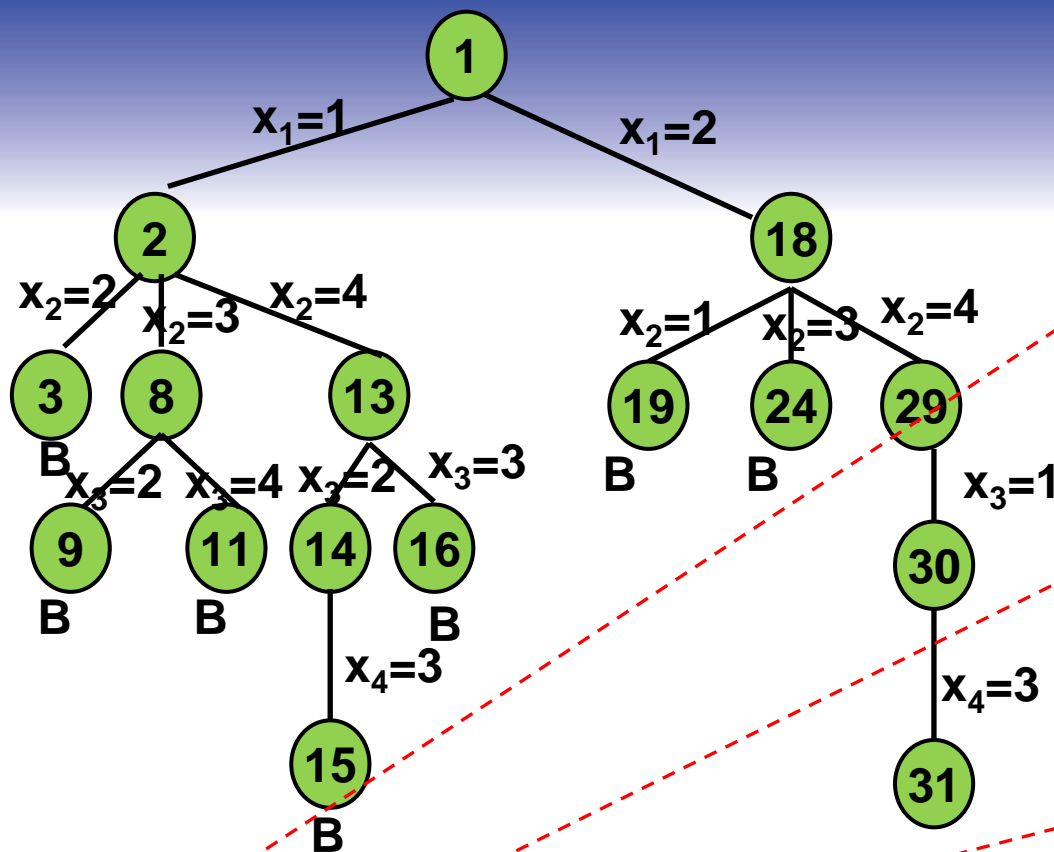 1
x₁=1 x₁=2
2 18
x₂=2 x₂=3 x₂=4 x₂=1 x₂=3 x₂=4
3 8 13 19 24 29
B x₃=2 x₃=4 x₃=2 x₃=3 B B x₃=1
9 11 14 16 30
B B B
x₄=3 x₄=3
15 31
B